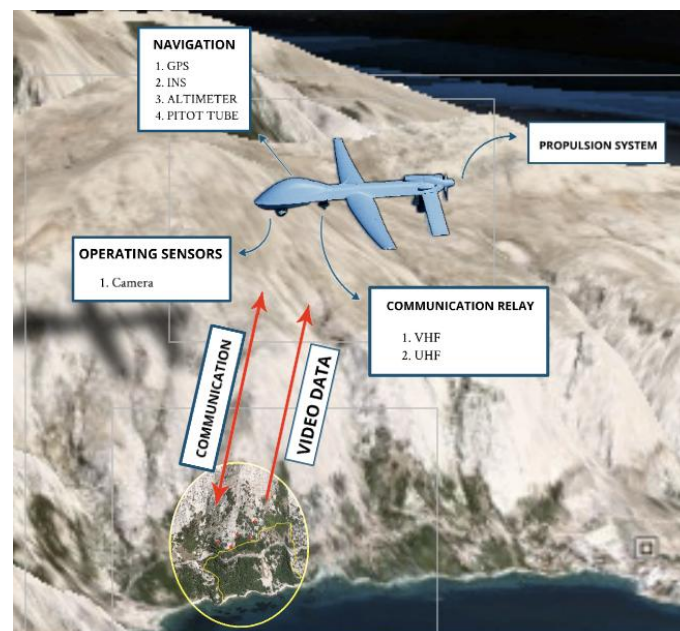 NAVIGATION
1. GPS
2. INS
3. ALTIMETER
4. PITOT TUBE
PROPULSION SYSTEM
OPERATING SENSORS
1. Camera
COMMUNICATION RELAY
1. VHF
2. UHF
COMMUNICATION
VIDEO DATA